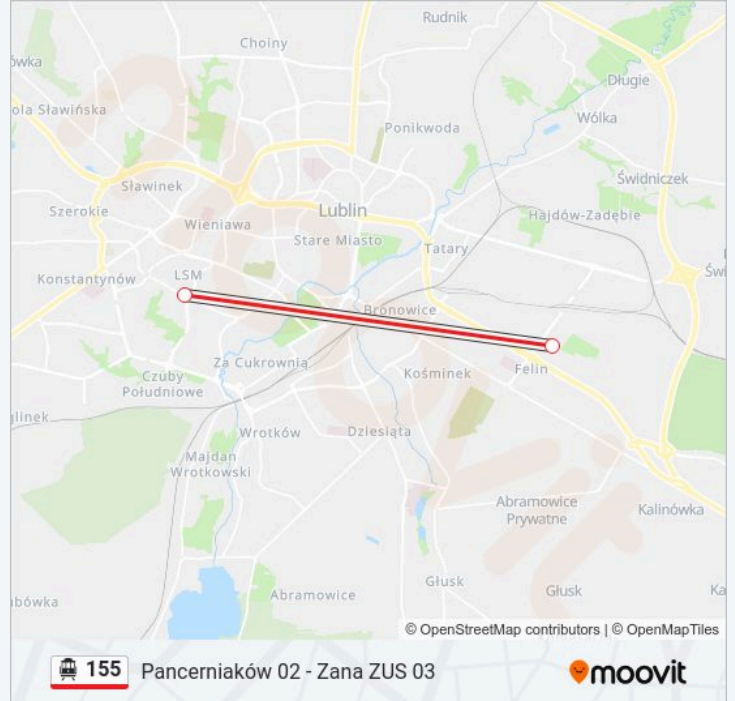 Rudnik
Choiny
ówka
Długie
ola Sławińska
Wólka
Ponikwoda
Sławinek
Świdniczek
Szerokie
Lublin
Hajdów-Zadębie
Wieniawa
Stare Miasto
Tatary
Konstantynów
LSM
Świ
Bronowice
Za Cukrownią
Felin
Kośminek
Czuby
Południowe
glinek
Wrotków
Dziesiąta
Majdan
Wrotkowski
Abramowice
Prywatne
Kalinówka
Głusk
Głusk
Ka
bówka
Abramowice
© OpenStreetMap contributors | © OpenMapTiles
155 Pancerniaków 02 - Zana ZUS 03
moovit